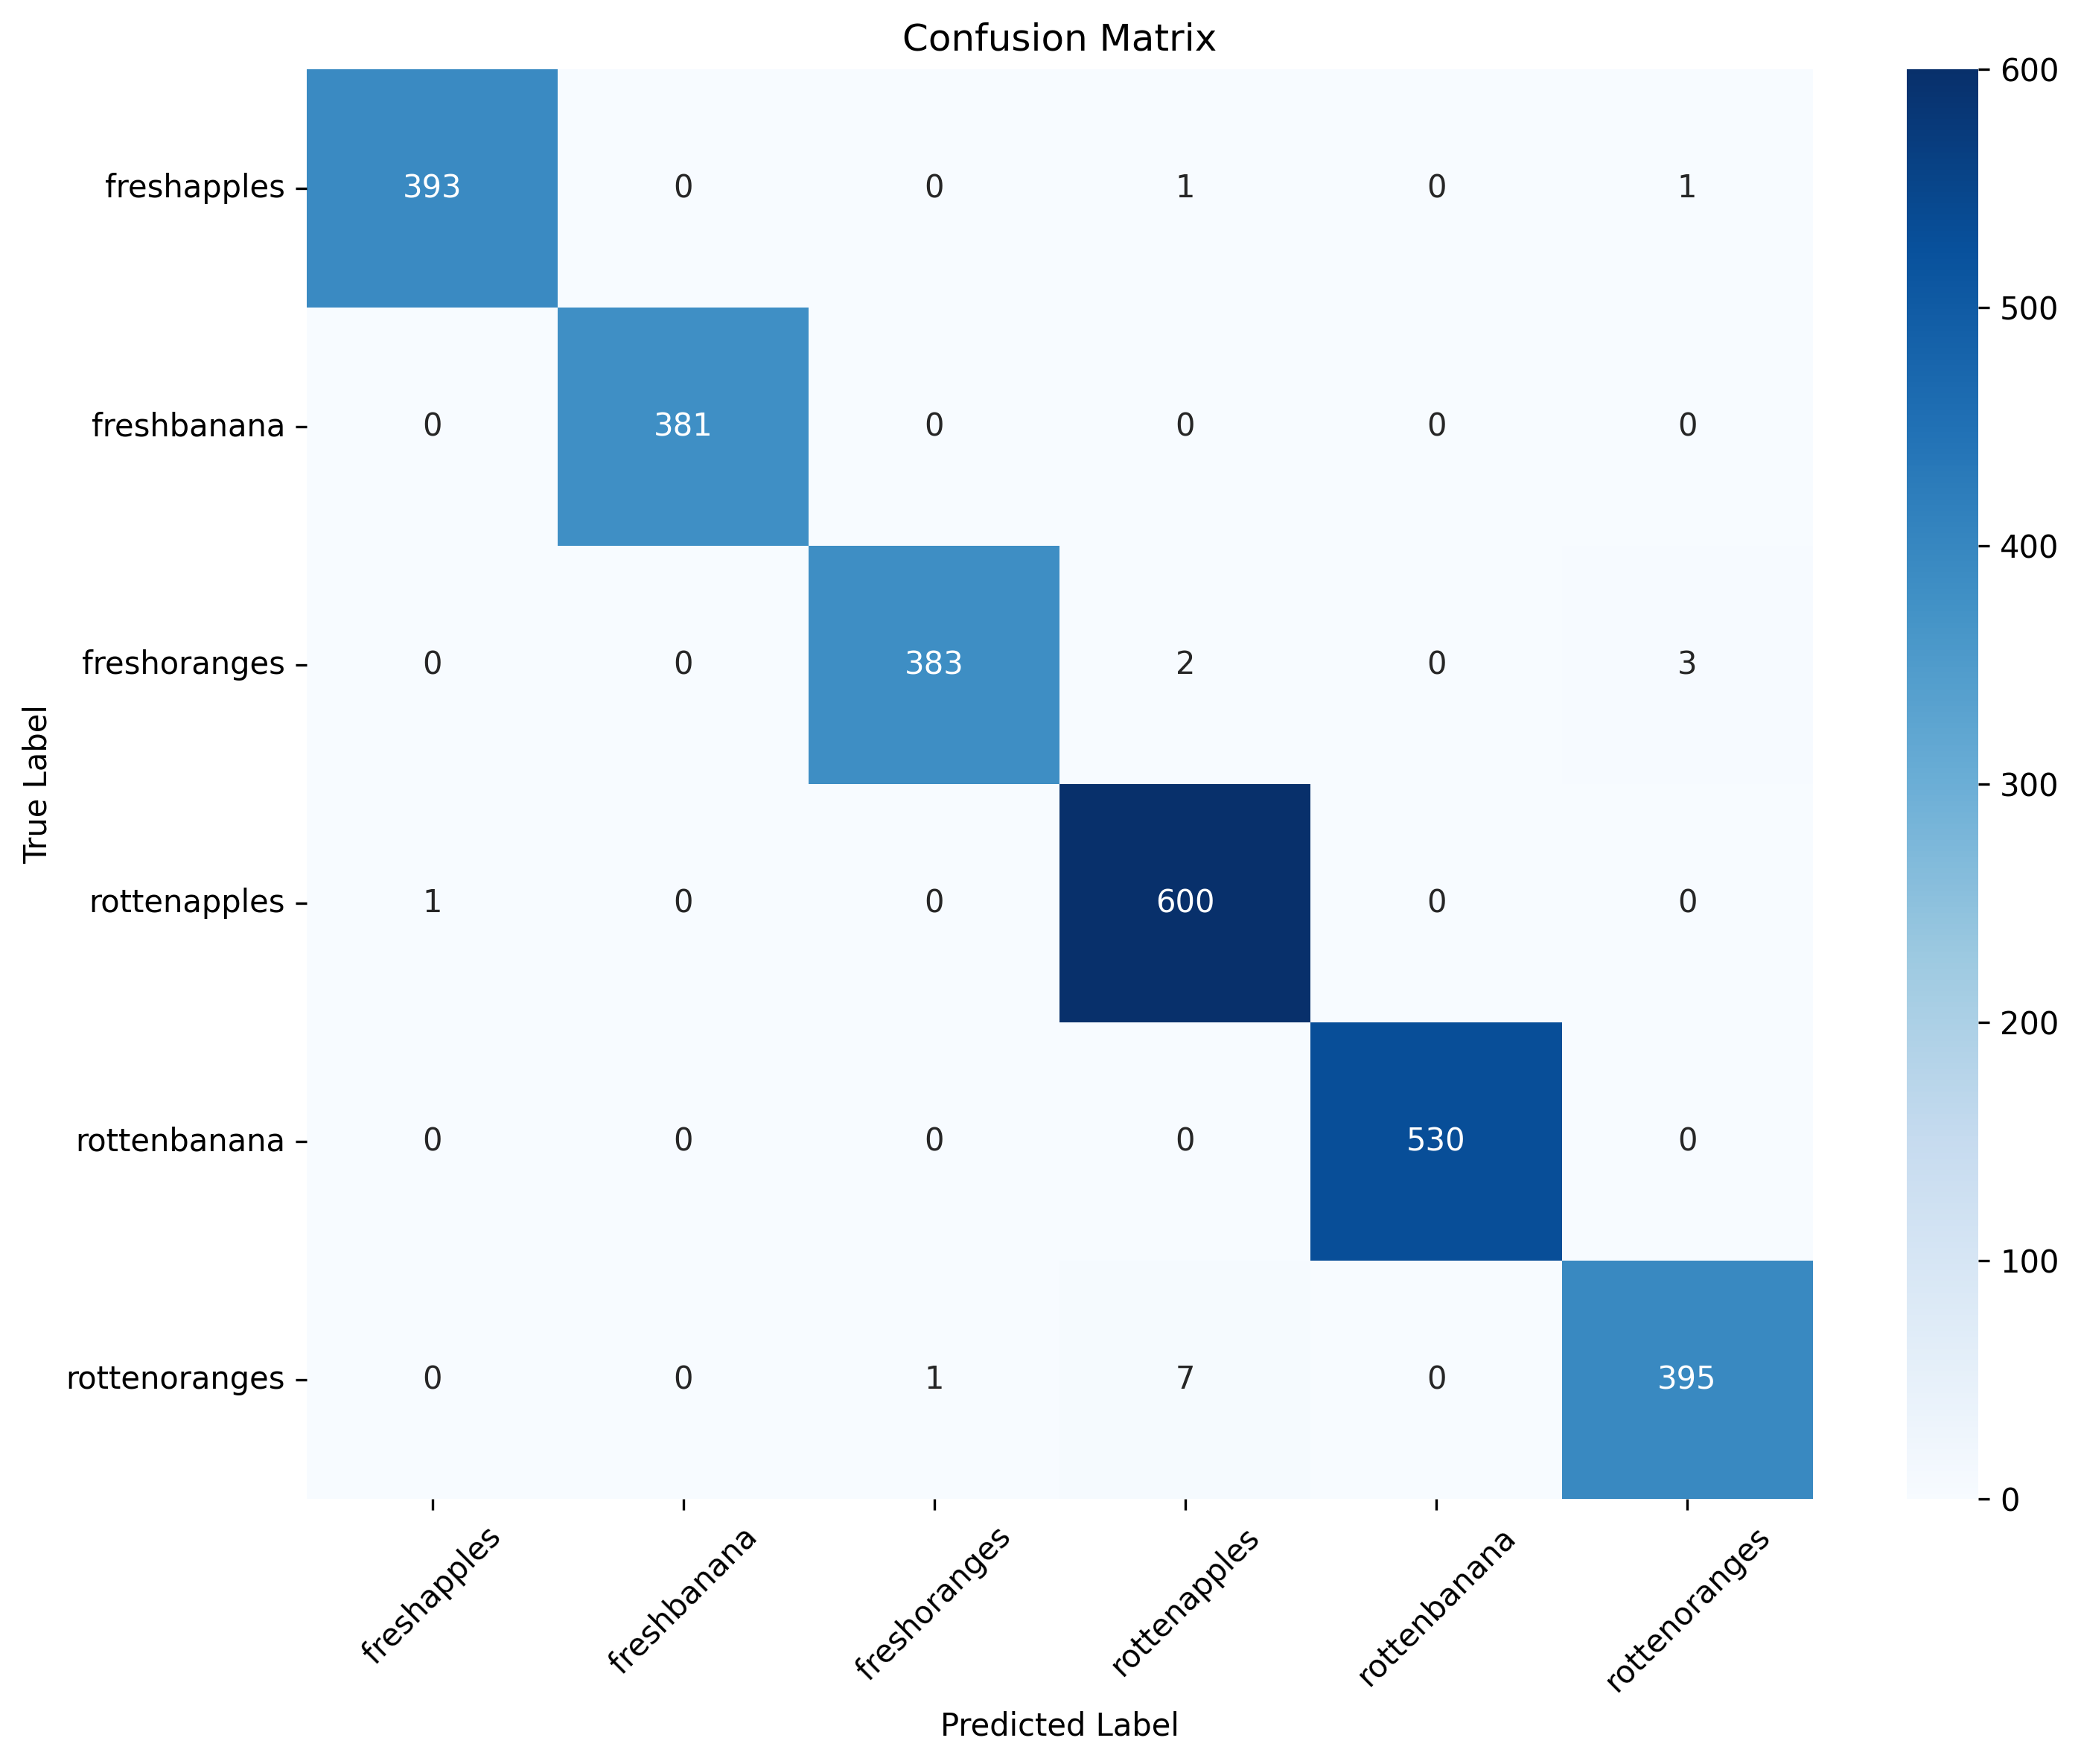 Confusion Matrix
freshapples 393 0 0 1 0 1
freshbanana 0 381 0 0 0 0
freshoranges 0 0 383 2 0 3
rottenapples 1 0 0 600 0 0
rottenbanana 0 0 0 0 530 0
rottenoranges 0 0 1 7 0 395
True Label
freshapples freshbanana freshoranges rottenapples rottenbanana rottenoranges
Predicted Label
600
500
400
300
200
100
0